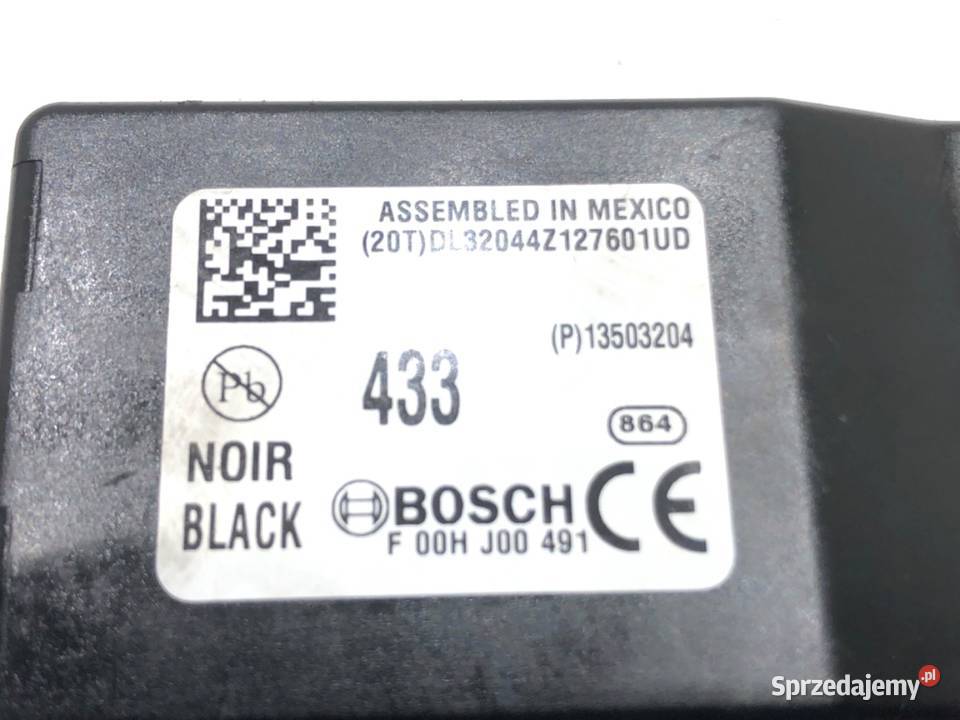 ASSEMBLED IN MEXICO
(20T)DL32044Z127601UD
(P)13503204
Pb
433
864
NOIR
BLACK
BOSCH
CE
F 00H J00 491
Sprzedajemy.pl